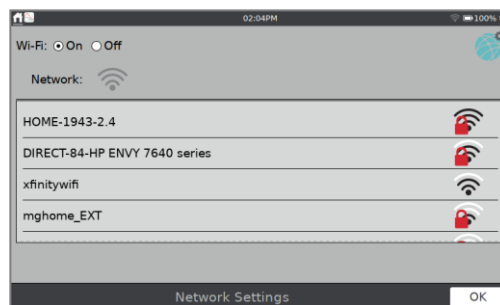 02:04PM
100%
Wi-Fi: On Off
Network:
HOME-1943-2.4
DIRECT-84-HP ENVY 7640 series
xfinitywifi
mghome_EXT
Network Settings
OK